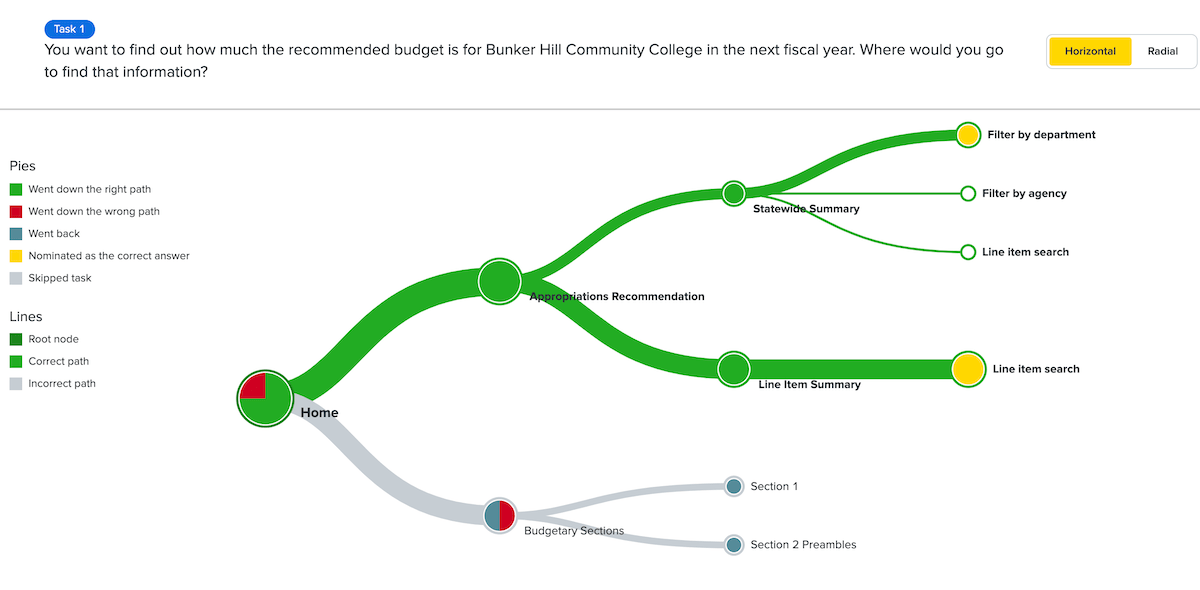 Task 1
You want to find out how much the recommended budget is for Bunker Hill Community College in the next fiscal year. Where would you go
to find that information?
Horizontal
Radial
Pies
Went down the right path
Went down the wrong path
Went back
Nominated as the correct answer
Skipped task
Lines
Root node
Correct path
Incorrect path
Filter by department
Filter by agency
Statewide Summary
Line item search
Appropriations Recommendation
Line item search
Line Item Summary
Home
Section 1
Budgetary Sections
Section 2 Preambles